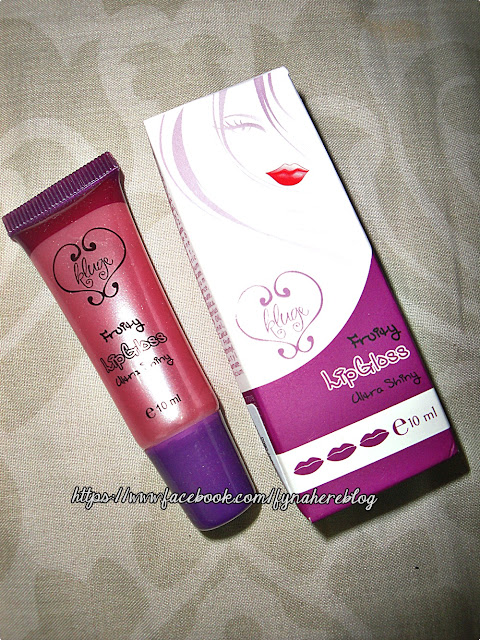 kluge
Fruity
LipGloss
Ultra Shiny
e 10 ml
kluge
Fruity
LipGloss
Ultra Shiny
e 10 ml
https://www.facebook.com/fynahereblog